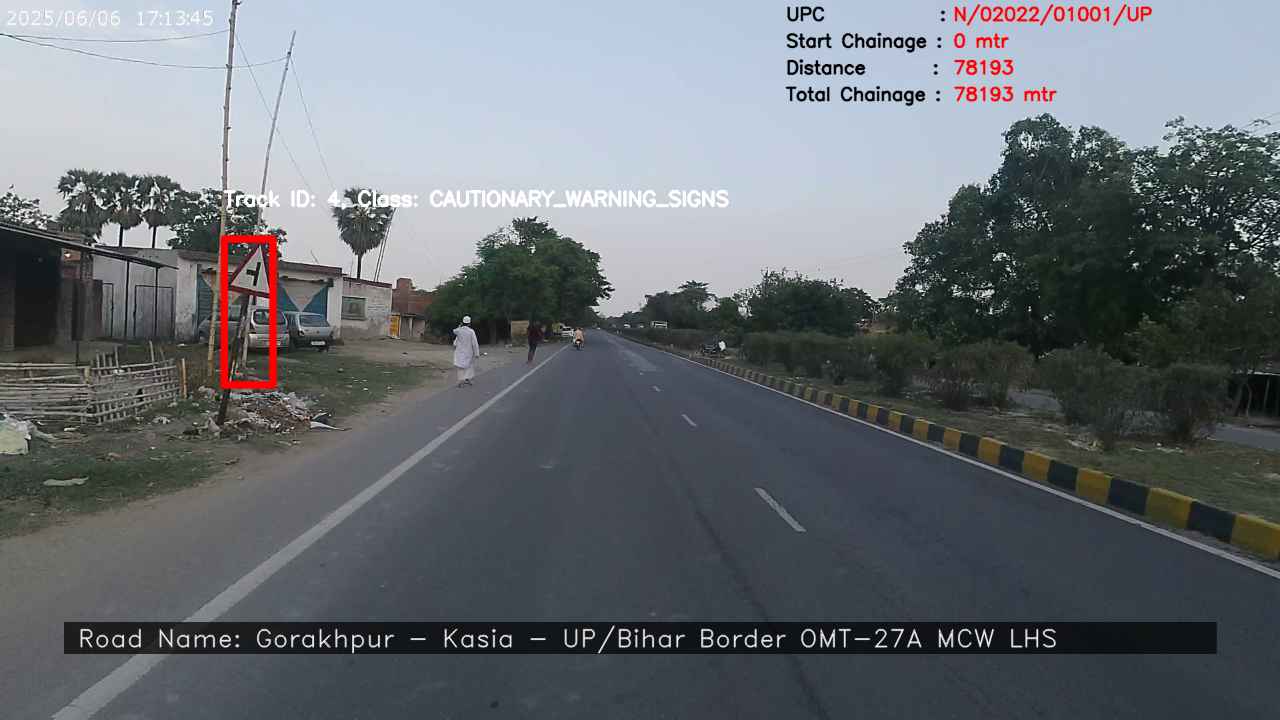 2025/06/06 17:13:45
UPC : N/02022/01001/UP
Start Chainage : 0 mtr
Distance : 78193
Total Chainage : 78193 mtr
Track ID: 4, Class: CAUTIONARY_WARNING_SIGNS
Road Name: Gorakhpur - Kasia - UP/Bihar Border OMT-27A MCW LHS